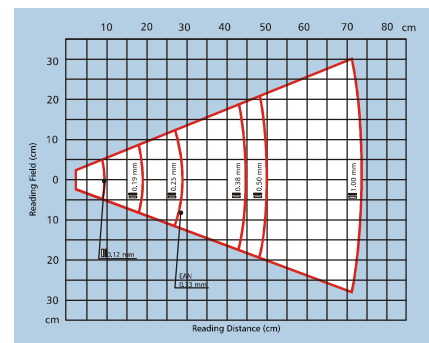 10 20 30 40 50 60 70 80 cm
30
20
10
0
10
20
30
cm
Reading Field (cm)
0.12 mm
0.19 mm
0.25 mm
EAN
0.33 mm
0.38 mm
0.50 mm
1.00 mm
Reading Distance (cm)